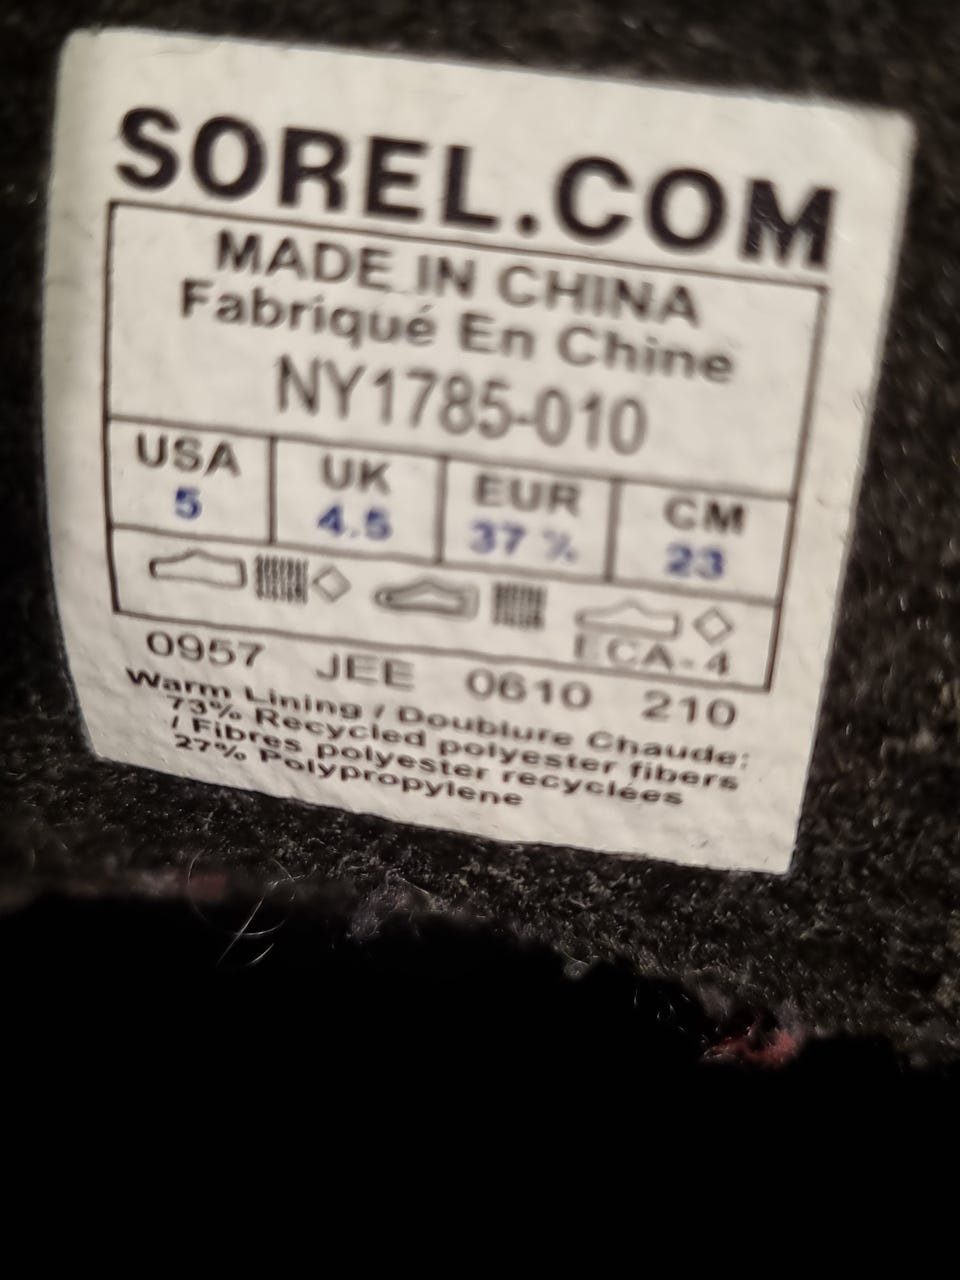 SOREL.COM
MADE IN CHINA
Fabriqué En Chine
NY1785-010
USA UK EUR CM
5 4.5 37 ½ 23
ECA-4
0957 JEE 0610 210
Warm Lining / Doublure Chaude:
73% Recycled polyester fibers
/ Fibres polyester recyclées
27% Polypropylene